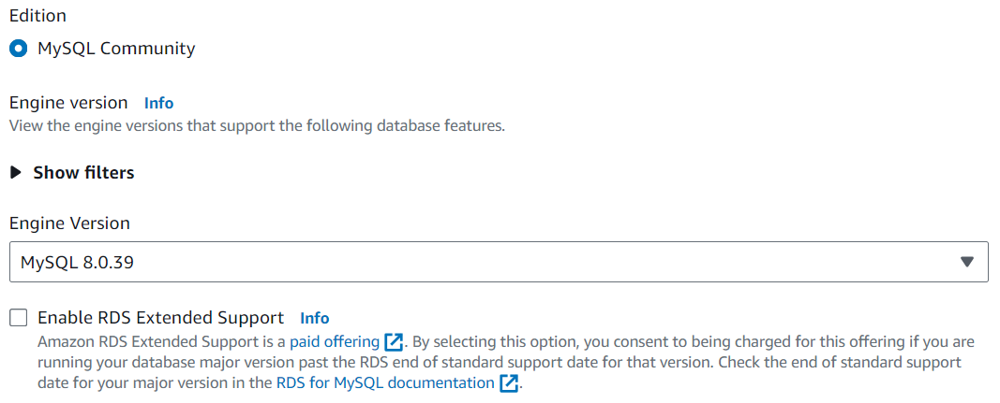 Edition
MySQL Community
Engine version Info
View the engine versions that support the following database features.
Show filters
Engine Version
MySQL 8.0.39
Enable RDS Extended Support Info
Amazon RDS Extended Support is a paid offering. By selecting this option, you consent to being charged for this offering if you are
running your database major version past the RDS end of standard support date for that version. Check the end of standard support
date for your major version in the RDS for MySQL documentation.